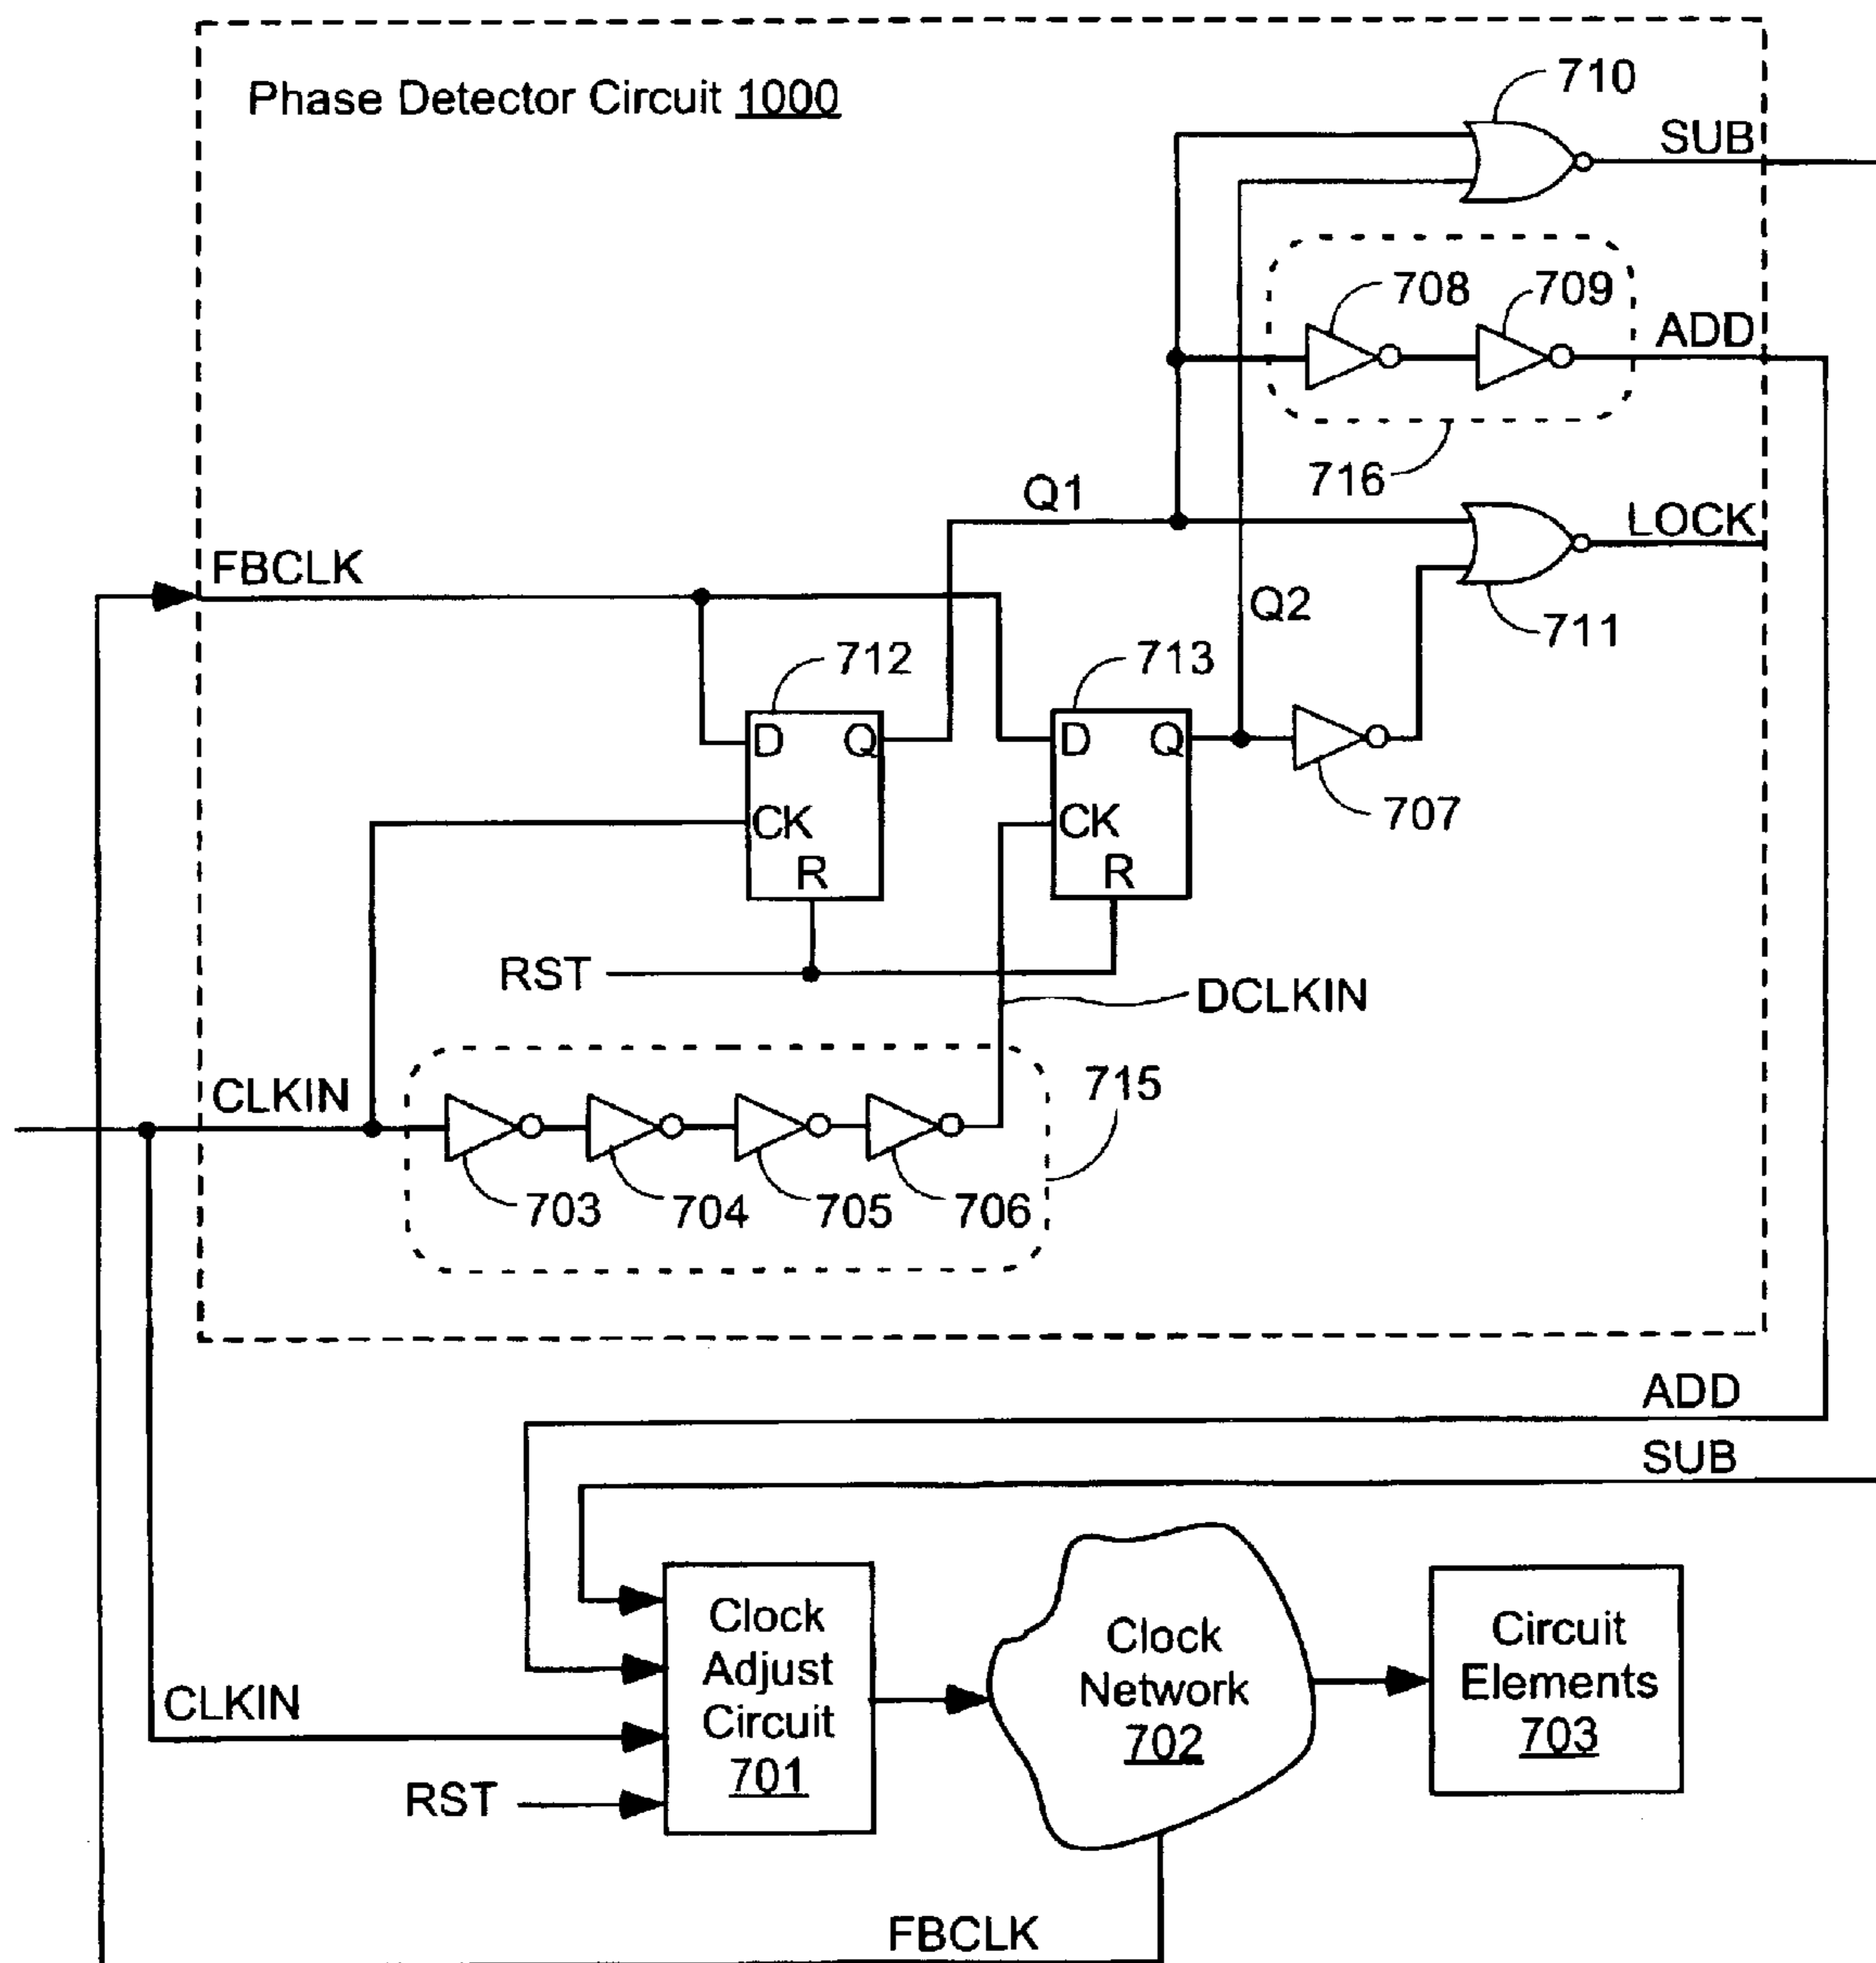 Phase Detector Circuit 1000
710
SUB
708
709
ADD
716
Q1
LOCK
FBCLK
Q2
711
712
713
D Q
CK
R
D Q
CK
R
707
RST
DCLKIN
CLKIN
715
703
704
705
706
ADD
SUB
Clock
Adjust
Circuit
701
Clock
Network
702
Circuit
Elements
703
CLKIN
RST
FBCLK